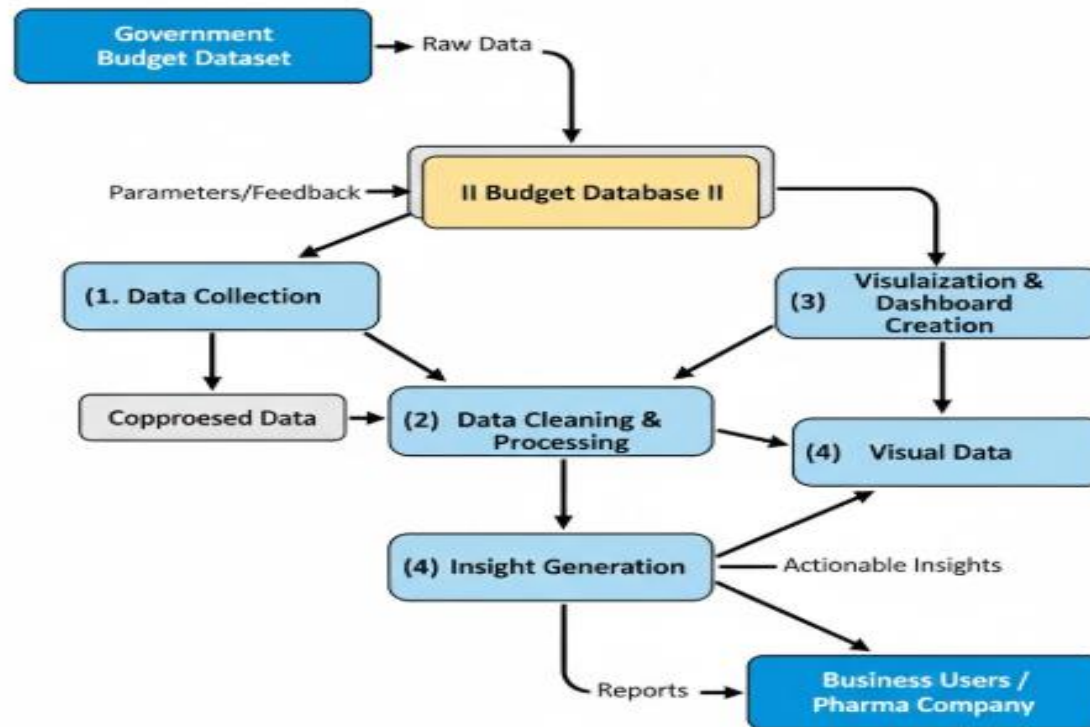 Government
Budget Dataset
Raw Data
Parameters/Feedback
II Budget Database II
(1. Data Collection
(3) Visulaization &
Dashboard
Creation
Copproesed Data
(2) Data Cleaning &
Processing
(4) Visual Data
(4) Insight Generation
Actionable Insights
Reports
Business Users /
Pharma Company